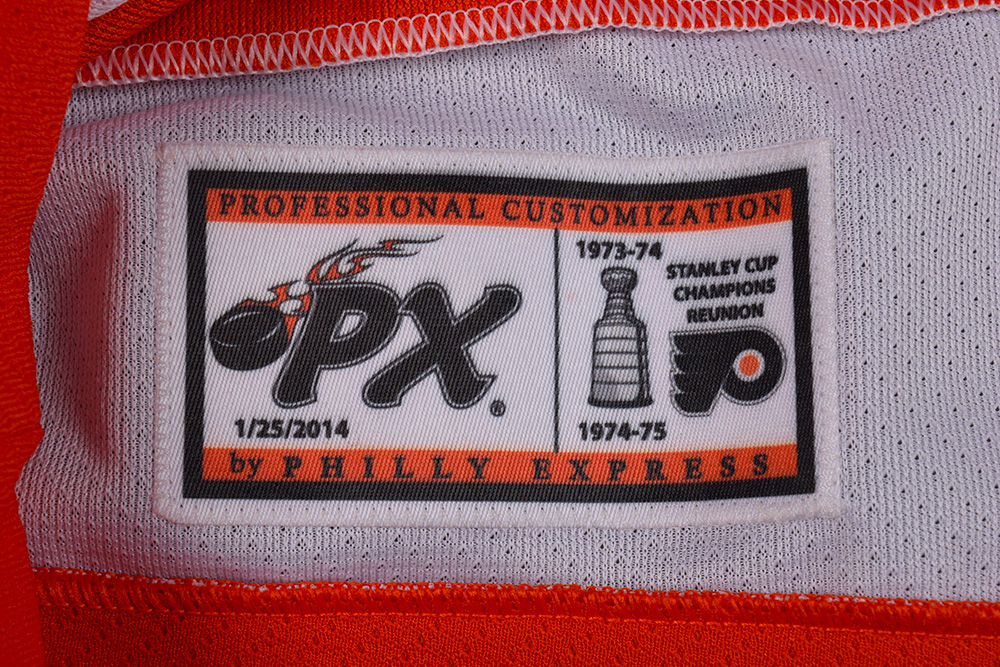 PROFESSIONAL CUSTOMIZATION
PX®
1/25/2014
1973-74
STANLEY CUP
CHAMPIONS
REUNION
1974-75
by PHILLY EXPRESS